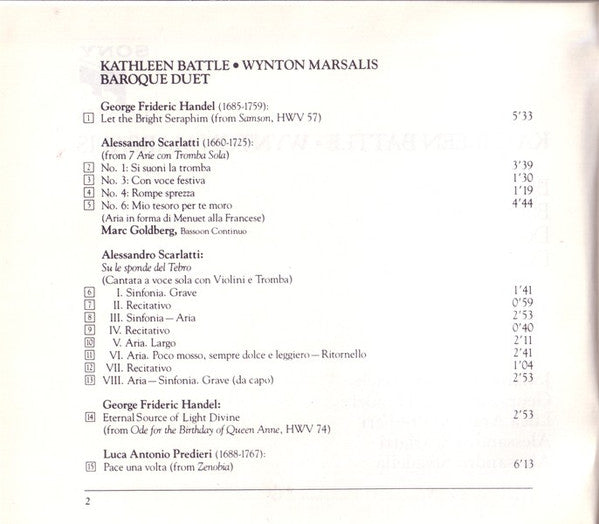 KATHLEEN BATTLE • WYNTON MARSALIS
BAROQUE DUET
George Frideric Handel (1685-1759):
1 Let the Bright Seraphim (from Samson, HWV 57) 5'33
Alessandro Scarlatti (1660-1725):
(from 7 Arie con Tromba Sola)
2 No. 1: Si suoni la tromba 3'39
3 No. 3: Con voce festiva 1'30
4 No. 4: Rompe sprezza 1'19
5 No. 6: Mio tesoro per te moro 4'44
(Aria in forma di Menuet alla Francese)
Marc Goldberg, Bassoon Continuo
Alessandro Scarlatti:
Su le sponde del Tebro
(Cantata a voce sola con Violini e Tromba)
6 I. Sinfonia. Grave 1'41
7 II. Recitativo 0'59
8 III. Sinfonia – Aria 2'53
9 IV. Recitativo 0'40
10 V. Aria. Largo 2'11
11 VI. Aria. Poco mosso, sempre dolce e leggiero – Ritornello 2'41
12 VII. Recitativo 1'04
13 VIII. Aria – Sinfonia. Grave (da capo) 2'53
George Frideric Handel:
14 Eternal Source of Light Divine 2'53
(from Ode for the Birthday of Queen Anne, HWV 74)
Luca Antonio Predieri (1688-1767):
15 Pace una volta (from Zenobia) 6'13
2